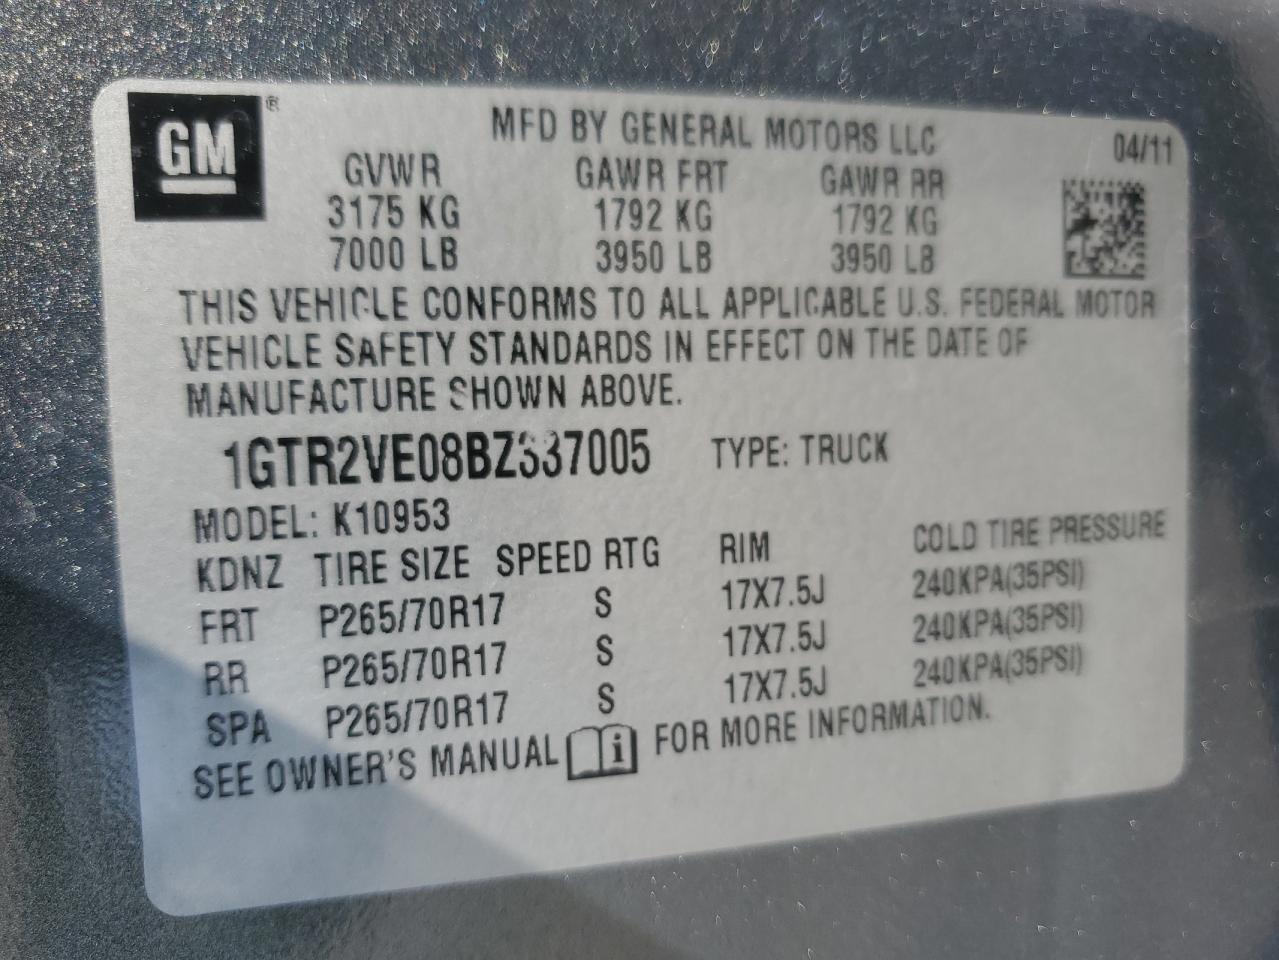 GM®
MFD BY GENERAL MOTORS LLC 04/11
GVWR GAWR FRT GAWR RR
3175 KG 1792 KG 1792 KG
7000 LB 3950 LB 3950 LB
THIS VEHICLE CONFORMS TO ALL APPLICABLE U.S. FEDERAL MOTOR
VEHICLE SAFETY STANDARDS IN EFFECT ON THE DATE OF
MANUFACTURE SHOWN ABOVE.
1GTR2VE08BZ337005 TYPE: TRUCK
MODEL: K10953
KDNZ TIRE SIZE SPEED RTG RIM COLD TIRE PRESSURE
FRT P265/70R17 S 17X7.5J 240KPA(35PSI)
RR P265/70R17 S 17X7.5J 240KPA(35PSI)
SPA P265/70R17 S 17X7.5J 240KPA(35PSI)
SEE OWNER'S MANUAL i FOR MORE INFORMATION.